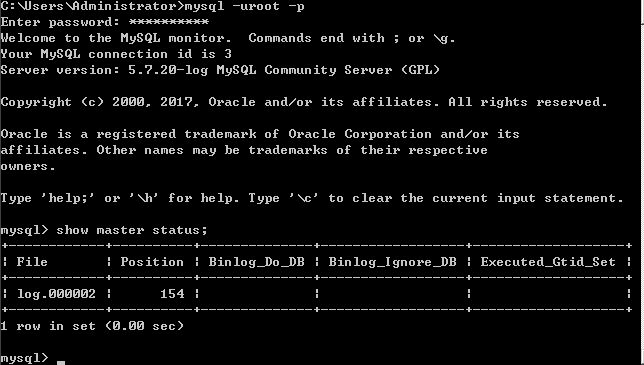 C:\Users\Administrator>mysql -uroot -p
Enter password: **********
Welcome to the MySQL monitor.  Commands end with ; or \g.
Your MySQL connection id is 3
Server version: 5.7.20-log MySQL Community Server (GPL)
Copyright (c) 2000, 2017, Oracle and/or its affiliates. All rights reserved.
Oracle is a registered trademark of Oracle Corporation and/or its
affiliates. Other names may be trademarks of their respective
owners.
Type 'help;' or '\h' for help. Type '\c' to clear the current input statement.
mysql> show master status;
+------------+----------+--------------+------------------+-------------------+
| File       | Position | Binlog_Do_DB | Binlog_Ignore_DB | Executed_Gtid_Set |
+------------+----------+--------------+------------------+-------------------+
| log.000002 |      154 |              |                  |                   |
+------------+----------+--------------+------------------+-------------------+
1 row in set (0.00 sec)
mysql> _